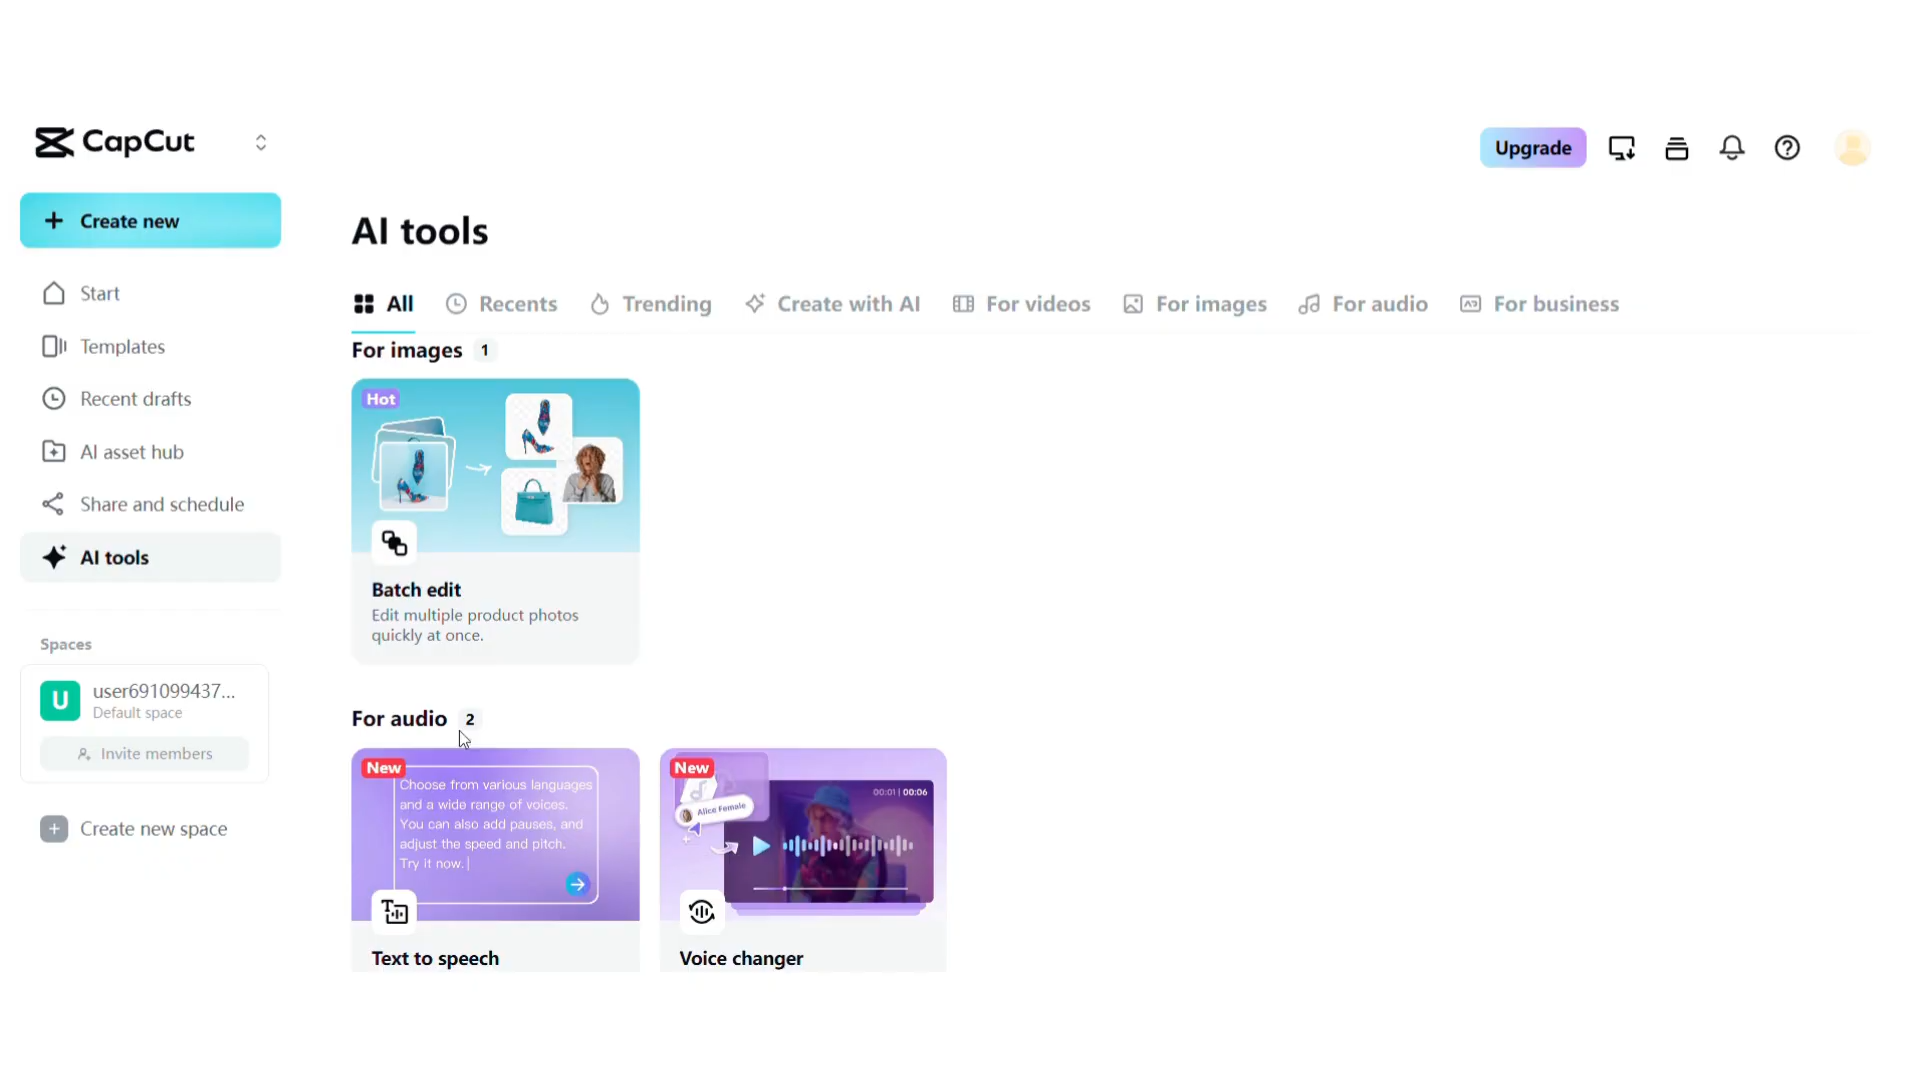 CapCut
Upgrade
Create new
Start
Templates
Recent drafts
AI asset hub
Share and schedule
AI tools
Spaces
U
user691099437...
Default space
Invite members
Create new space
AI tools
All
Recents
Trending
Create with AI
For videos
For images
For audio
For business
For images 1
Hot
Batch edit
Edit multiple product photos
quickly at once.
For audio 2
New
Choose from various languages
and a wide range of voices.
You can also add pauses, and
adjust the speed and pitch.
Try it now.
Text to speech
New
Alice Female
00:01 | 00:06
Voice changer